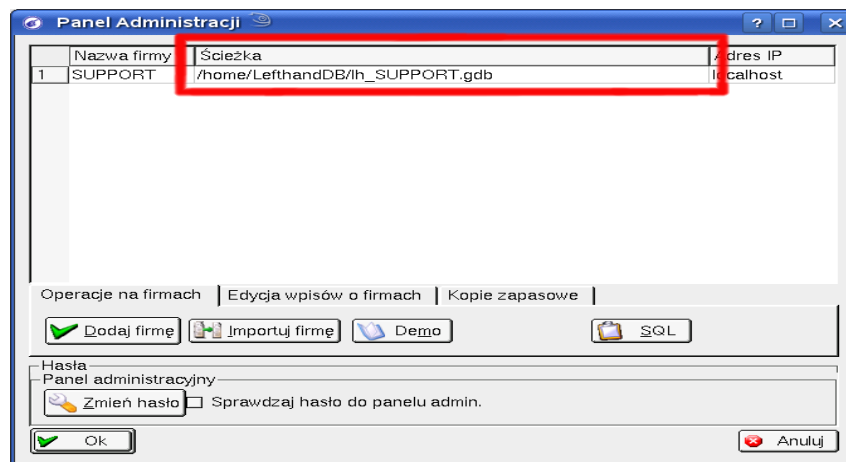 Panel Administracji
Nazwa firmy Ścieżka Adres IP
1 SUPPORT /home/LefthandDB/lh_SUPPORT.gdb localhost
Operacje na firmach Edycja wpisów o firmach Kopie zapasowe
Dodaj firmę Importuj firmę Demo SQL
Hasła
Panel administracyjny
Zmień hasło Sprawdzaj hasło do panelu admin.
Ok Anuluj